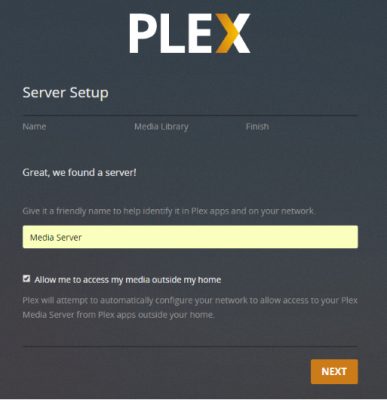 PLEX
Server Setup
Name Media Library Finish
Great, we found a server!
Give it a friendly name to help identify it in Plex apps and on your network.
Media Server
Allow me to access my media outside my home
Plex will attempt to automatically configure your network to allow access to your Plex
Media Server from Plex apps outside your home.
NEXT